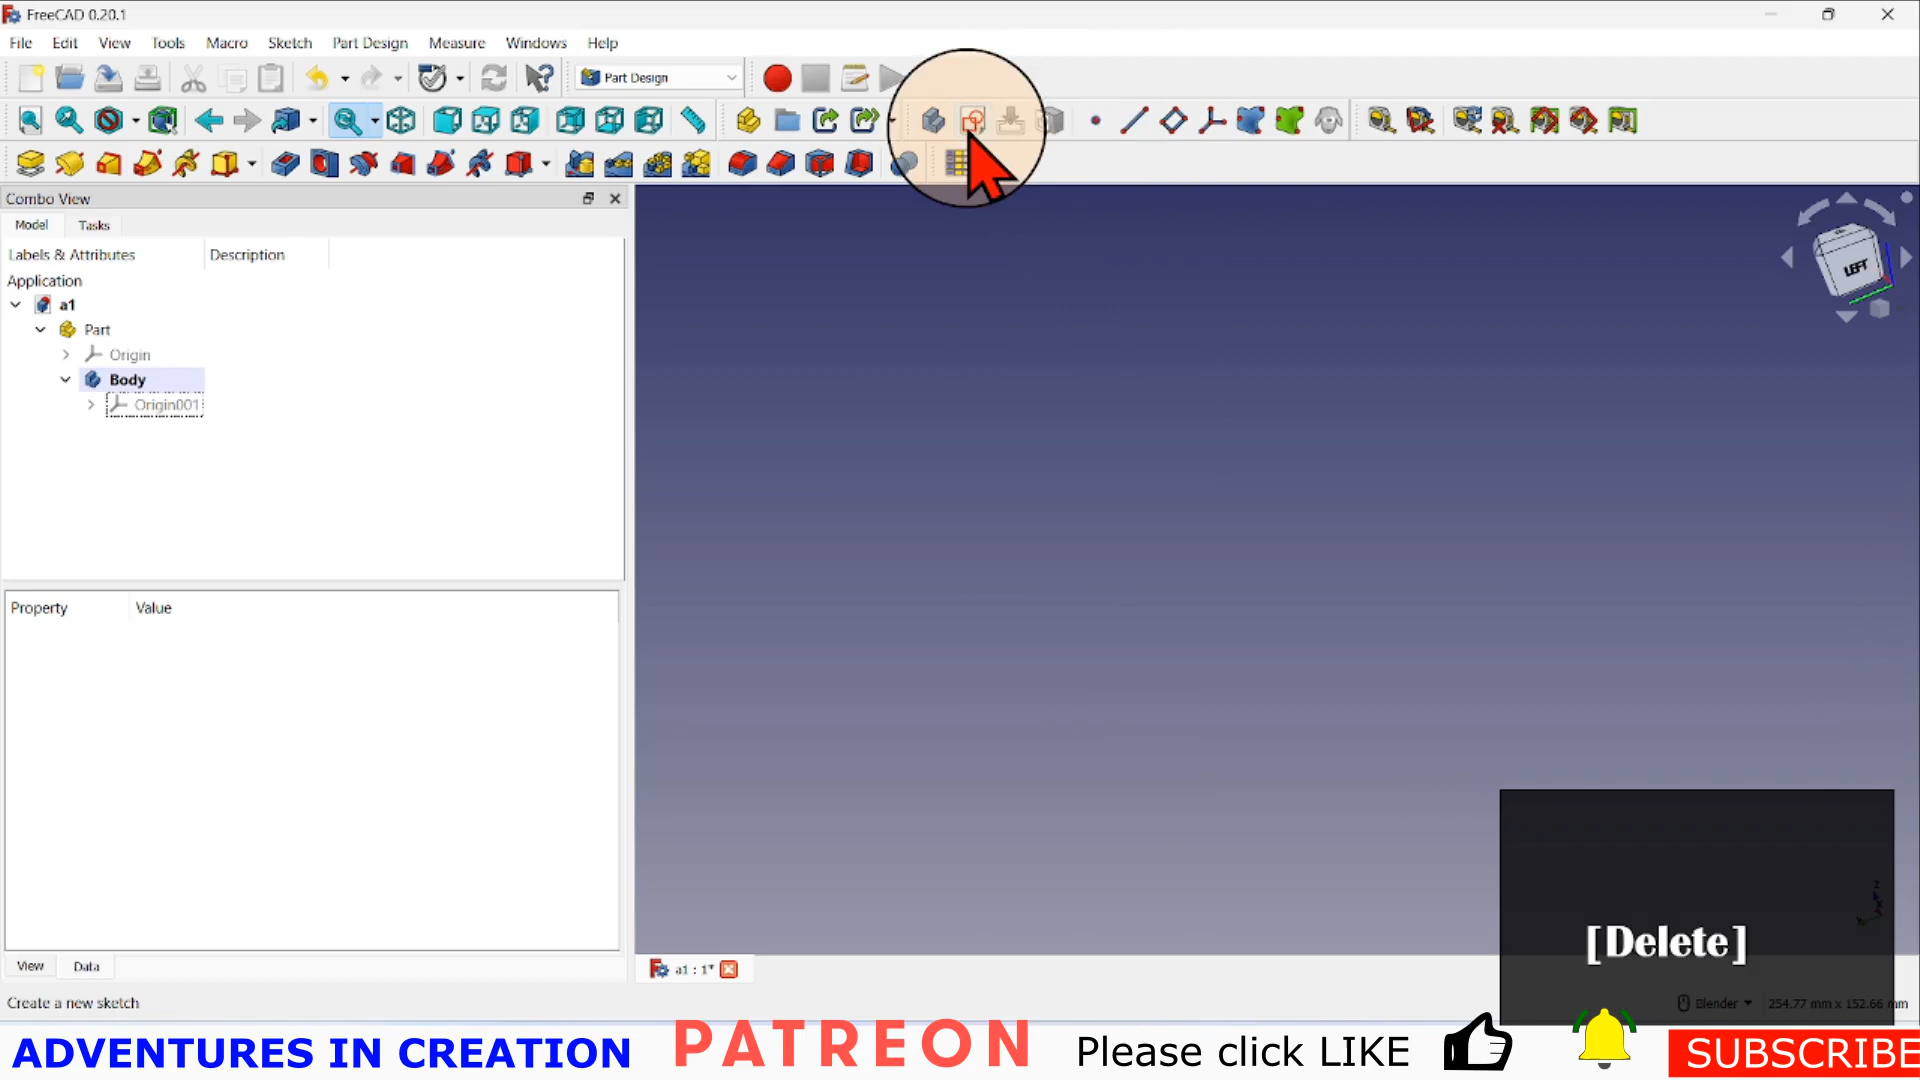 FreeCAD 0.20.1
File Edit View Tools Macro Sketch Part Design Measure Windows Help
Part Design
Combo View
Model Tasks
Labels & Attributes Description
Application
a1
Part
Origin
Body
Origin001
LEFT
Property Value
Z
Y
[Delete]
View Data
a1 : 1*
Create a new sketch
Blender 254.77 mm x 152.66 mm
ADVENTURES IN CREATION PATREON Please click LIKE SUBSCRIBE